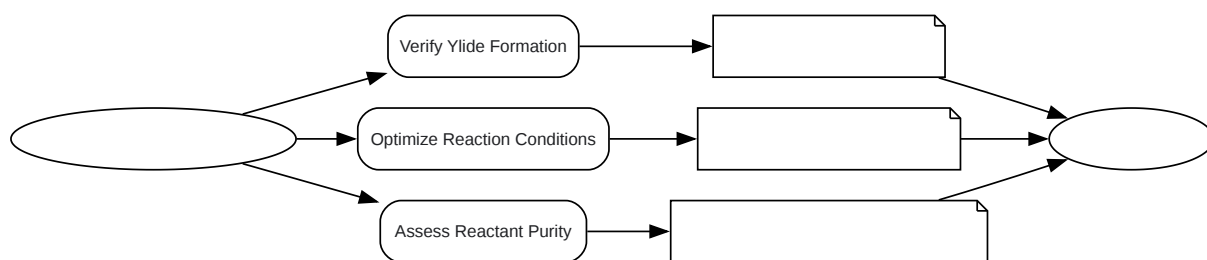 Verify Ylide Formation
Optimize Reaction Conditions
Assess Reactant Purity